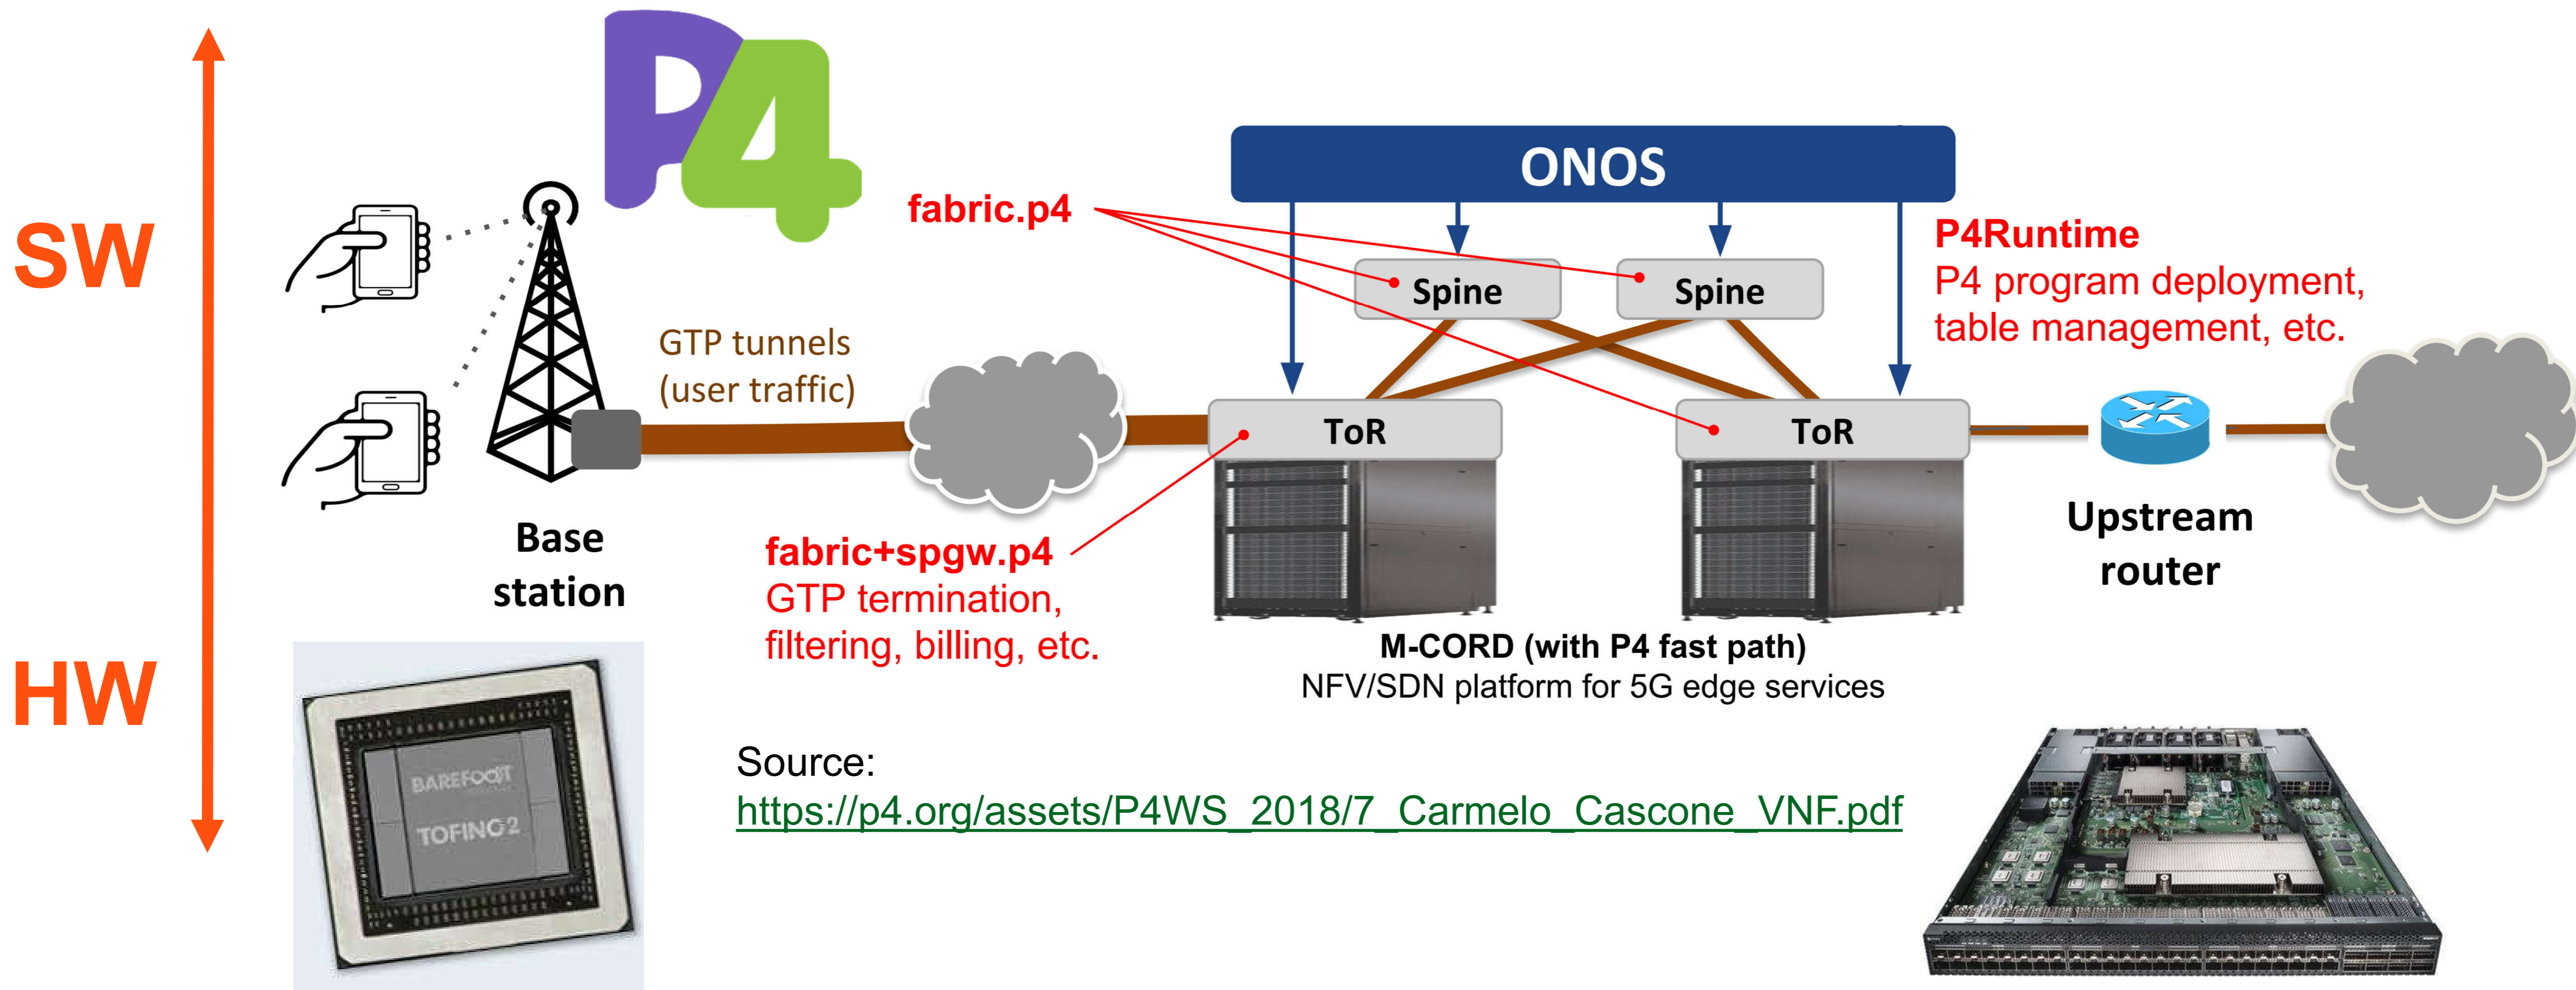 P4
SW
HW
ONOS
fabric.p4
Spine
Spine
P4Runtime
P4 program deployment,
table management, etc.
GTP tunnels
(user traffic)
ToR
ToR
Base
station
fabric+spgw.p4
GTP termination,
filtering, billing, etc.
Upstream
router
M-CORD (with P4 fast path)
NFV/SDN platform for 5G edge services
BAREFOOT
TOFINO 2
Source:
https://p4.org/assets/P4WS_2018/7_Carmelo_Cascone_VNF.pdf